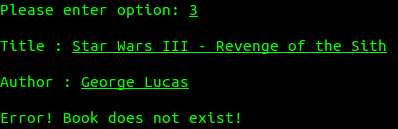 Please enter option: 3
Title : Star Wars III - Revenge of the Sith
Author : George Lucas
Error! Book does not exist!